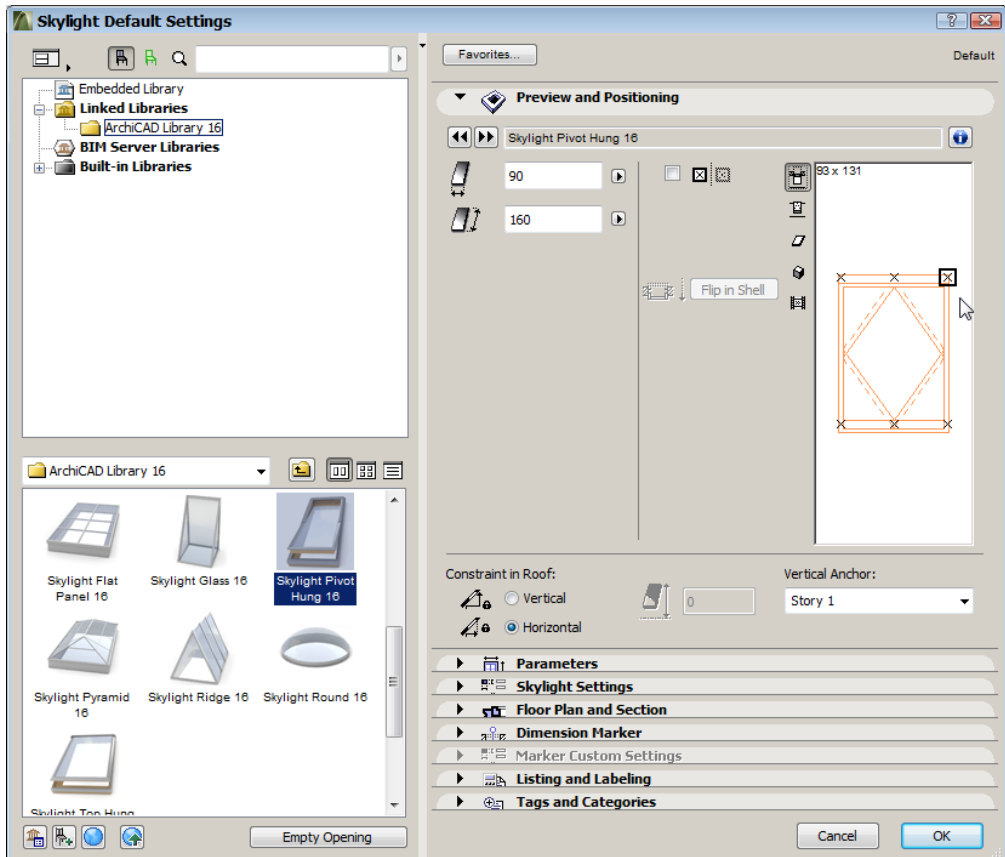 Skylight Default Settings
Favorites...
Default
Embedded Library
Linked Libraries
ArchiCAD Library 16
BIM Server Libraries
Built-in Libraries
Preview and Positioning
Skylight Pivot Hung 16
90
160
93 x 131
Flip in Shell
ArchiCAD Library 16
Skylight Flat
Panel 16
Skylight Glass 16
Skylight Pivot
Hung 16
Skylight Pyramid
16
Skylight Ridge 16
Skylight Round 16
Skylight Top Hung
Empty Opening
Constraint in Roof:
Vertical
Horizontal
0
Vertical Anchor:
Story 1
Parameters
Skylight Settings
Floor Plan and Section
Dimension Marker
Marker Custom Settings
Listing and Labeling
Tags and Categories
Cancel
OK